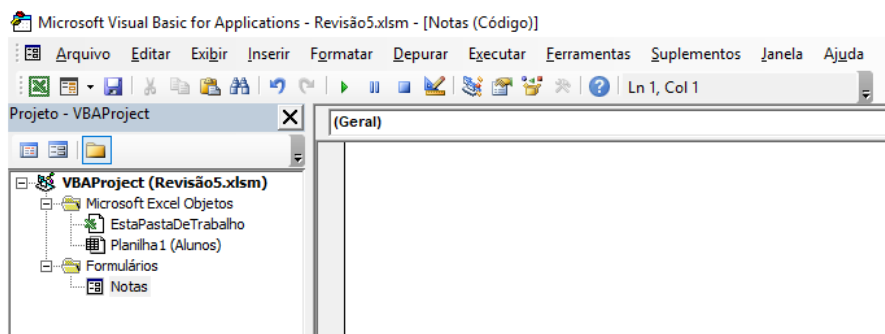 Microsoft Visual Basic for Applications - Revisão5.xlsm - [Notas (Código)]
Arquivo Editar Exibir Inserir Formatar Depurar Executar Ferramentas Suplementos Janela Ajuda
Ln 1, Col 1
Projeto - VBAProject
(Geral)
VBAProject (Revisão5.xlsm)
Microsoft Excel Objetos
EstaPastaDeTrabalho
Planilha1 (Alunos)
Formulários
Notas